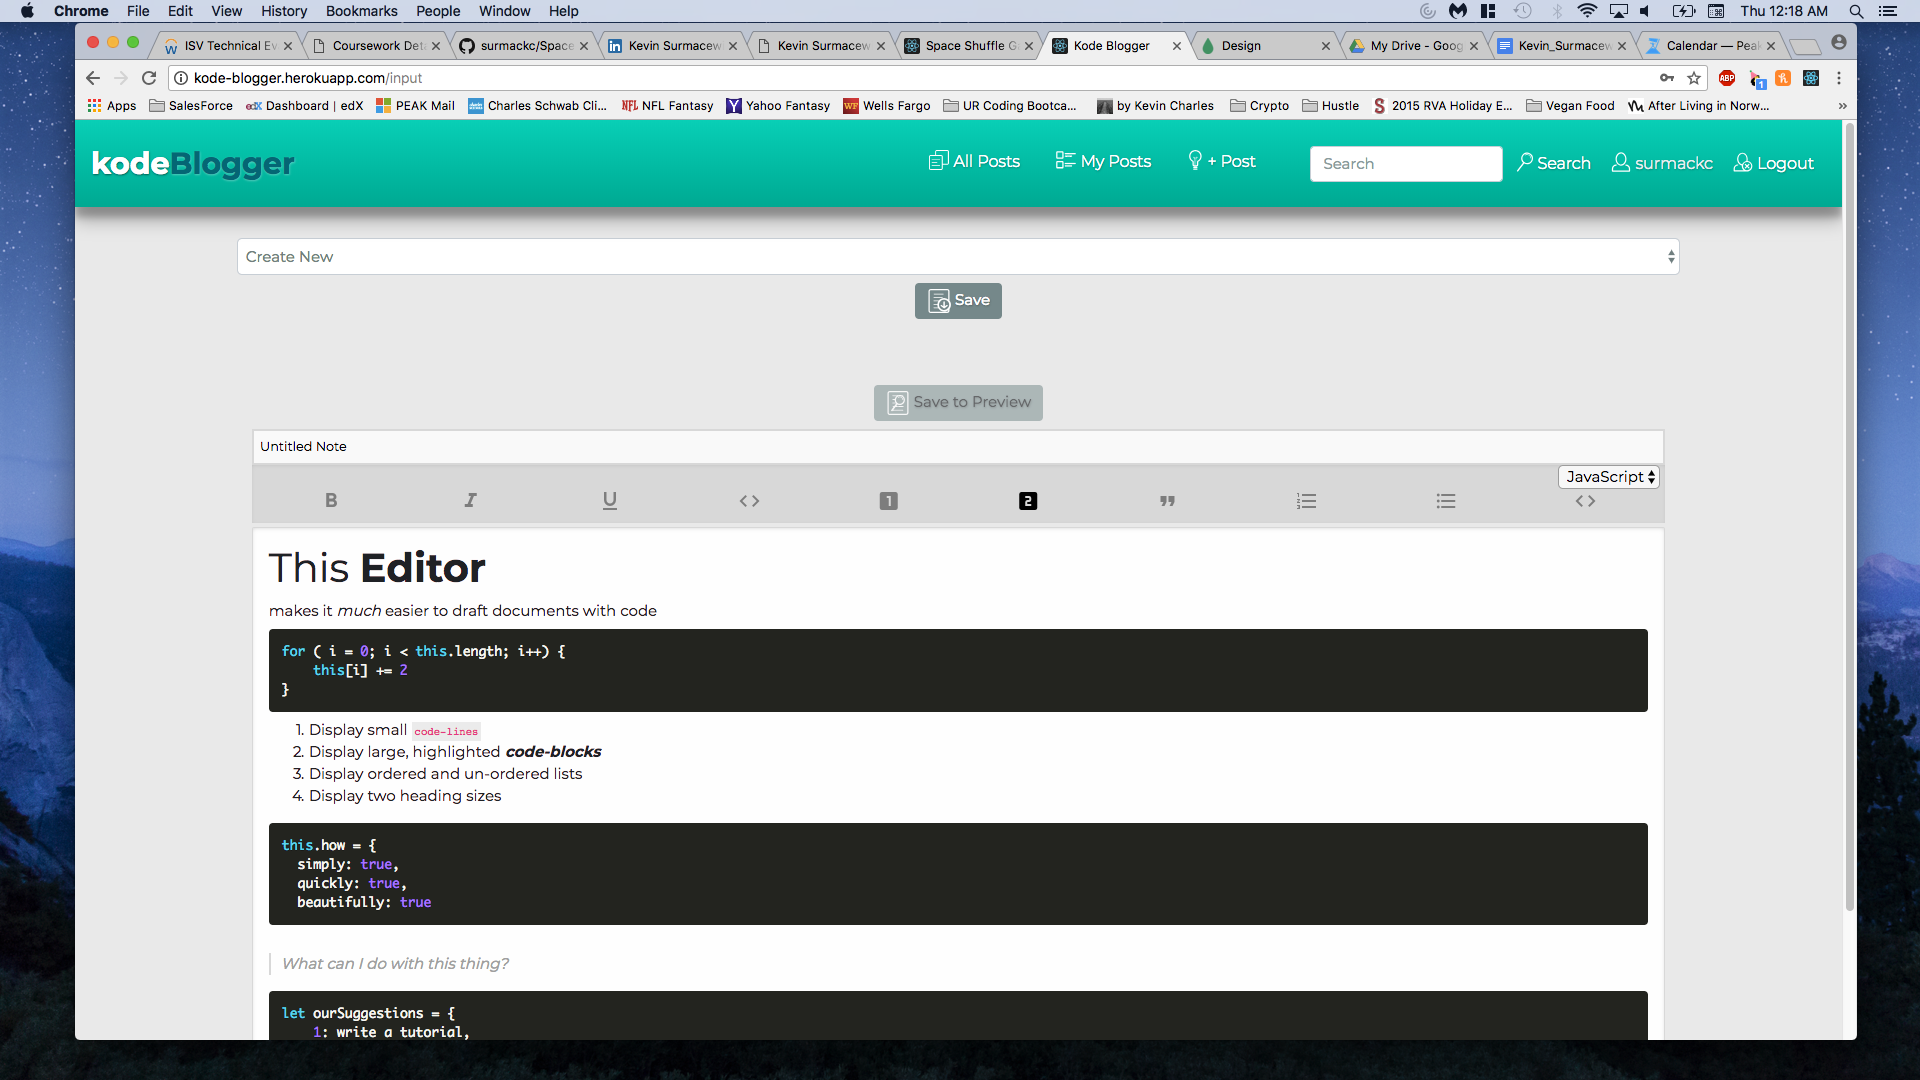 Chrome File Edit View History Bookmarks People Window Help Thu 12:18 AM
ISV Technical Ev Coursework Deta surmackc/Space Kevin Surmacew Kevin Surmacew Space Shuffle G Kode Blogger Design My Drive - Goog Kevin_Surmacew Calendar — Peak
kode-blogger.herokuapp.com/input ABP 1
Apps SalesForce edX Dashboard | edX PEAK Mail Charles Schwab Cli... NFL NFL Fantasy Y Yahoo Fantasy WF Wells Fargo UR Coding Bootca... by Kevin Charles Crypto Hustle S 2015 RVA Holiday E... Vegan Food After Living in Norw... »
kodeBlogger All Posts My Posts + Post Search Search surmackc Logout
Create New
Save
Save to Preview
Untitled Note
JavaScript
B I U <> 1 2 ” <>
This Editor
makes it much easier to draft documents with code
for ( i = 0; i < this.length; i++) {
this[i] += 2
}
1. Display small code-lines
2. Display large, highlighted code-blocks
3. Display ordered and un-ordered lists
4. Display two heading sizes
this.how = {
simply: true,
quickly: true,
beautifully: true
What can I do with this thing?
let ourSuggestions = {
1: write a tutorial,